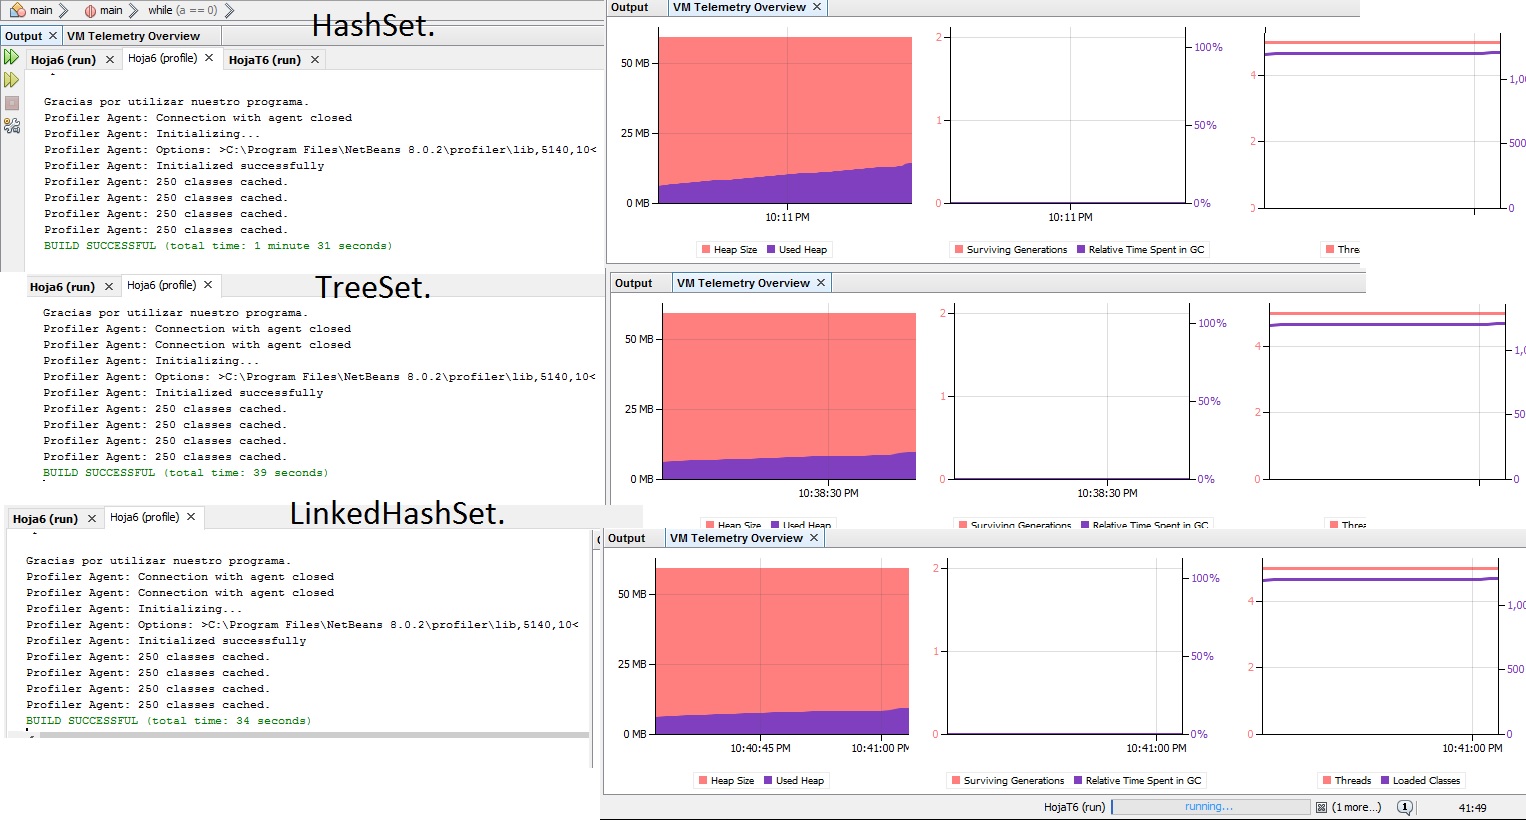 main main while (a == 0)
HashSet.
Output VM Telemetry Overview
Hoja6 (run) Hoja6 (profile) HojaT6 (run)
Gracias por utilizar nuestro programa.
Profiler Agent: Connection with agent closed
Profiler Agent: Initializing...
Profiler Agent: Options: >C:\Program Files\NetBeans 8.0.2\profiler\lib,5140,10<
Profiler Agent: Initialized successfully
Profiler Agent: 250 classes cached.
Profiler Agent: 250 classes cached.
Profiler Agent: 250 classes cached.
Profiler Agent: 250 classes cached.
BUILD SUCCESSFUL (total time: 1 minute 31 seconds)
Output VM Telemetry Overview
50 MB
25 MB
0 MB
10:11 PM
Heap Size Used Heap
2
1
0
100%
50%
0%
10:11 PM
Surviving Generations Relative Time Spent in GC
4
2
500
0
TreeSet.
Hoja6 (run) Hoja6 (profile)
Gracias por utilizar nuestro programa.
Profiler Agent: Connection with agent closed
Profiler Agent: Connection with agent closed
Profiler Agent: Initializing...
Profiler Agent: Options: >C:\Program Files\NetBeans 8.0.2\profiler\lib,5140,10<
Profiler Agent: Initialized successfully
Profiler Agent: 250 classes cached.
Profiler Agent: 250 classes cached.
Profiler Agent: 250 classes cached.
Profiler Agent: 250 classes cached.
BUILD SUCCESSFUL (total time: 39 seconds)
Output VM Telemetry Overview
50 MB
25 MB
0 MB
10:38:30 PM
Heap Size Used Heap
2
1
0
100%
50%
0%
10:38:30 PM
Surviving Generations Relative Time Spent in GC
4
2
0
0
LinkedHashSet.
Hoja6 (run) Hoja6 (profile)
Gracias por utilizar nuestro programa.
Profiler Agent: Connection with agent closed
Profiler Agent: Connection with agent closed
Profiler Agent: Initializing...
Profiler Agent: Options: >C:\Program Files\NetBeans 8.0.2\profiler\lib,5140,10<
Profiler Agent: Initialized successfully
Profiler Agent: 250 classes cached.
Profiler Agent: 250 classes cached.
Profiler Agent: 250 classes cached.
Profiler Agent: 250 classes cached.
BUILD SUCCESSFUL (total time: 34 seconds)
Output VM Telemetry Overview
50 MB
25 MB
0 MB
10:40:45 PM 10:41:00 PM
Heap Size Used Heap
2
1
0
100%
50%
0%
10:41:00 PM
Surviving Generations Relative Time Spent in GC
4
2
0
500
0
10:41:00 PM
Threads Loaded Classes
HojaT6 (run) running... (1 more...) 1 41:49